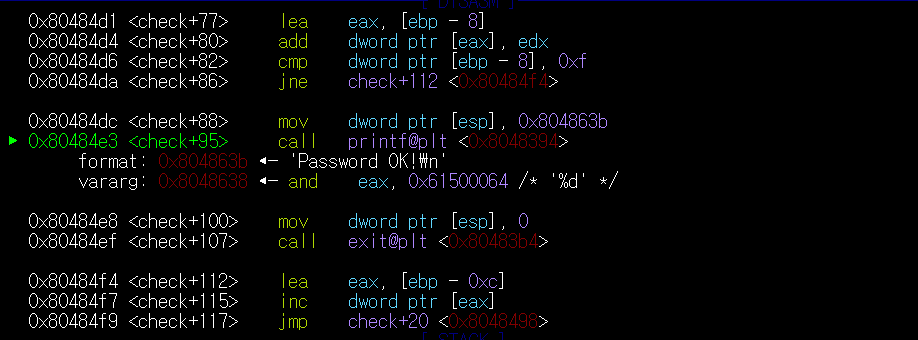 [ DISASM ]
0x80484d1 <check+77> lea eax, [ebp - 8]
0x80484d4 <check+80> add dword ptr [eax], edx
0x80484d6 <check+82> cmp dword ptr [ebp - 8], 0xf
0x80484da <check+86> jne check+112 <0x80484f4>
0x80484dc <check+88> mov dword ptr [esp], 0x804863b
► 0x80484e3 <check+95> call printf@plt <0x8048394>
format: 0x804863b ◂— 'Password OK!₩n'
vararg: 0x8048638 ◂— and eax, 0x61500064 /* '%d' */
0x80484e8 <check+100> mov dword ptr [esp], 0
0x80484ef <check+107> call exit@plt <0x80483b4>
0x80484f4 <check+112> lea eax, [ebp - 0xc]
0x80484f7 <check+115> inc dword ptr [eax]
0x80484f9 <check+117> jmp check+20 <0x8048498>
[ STACK ]